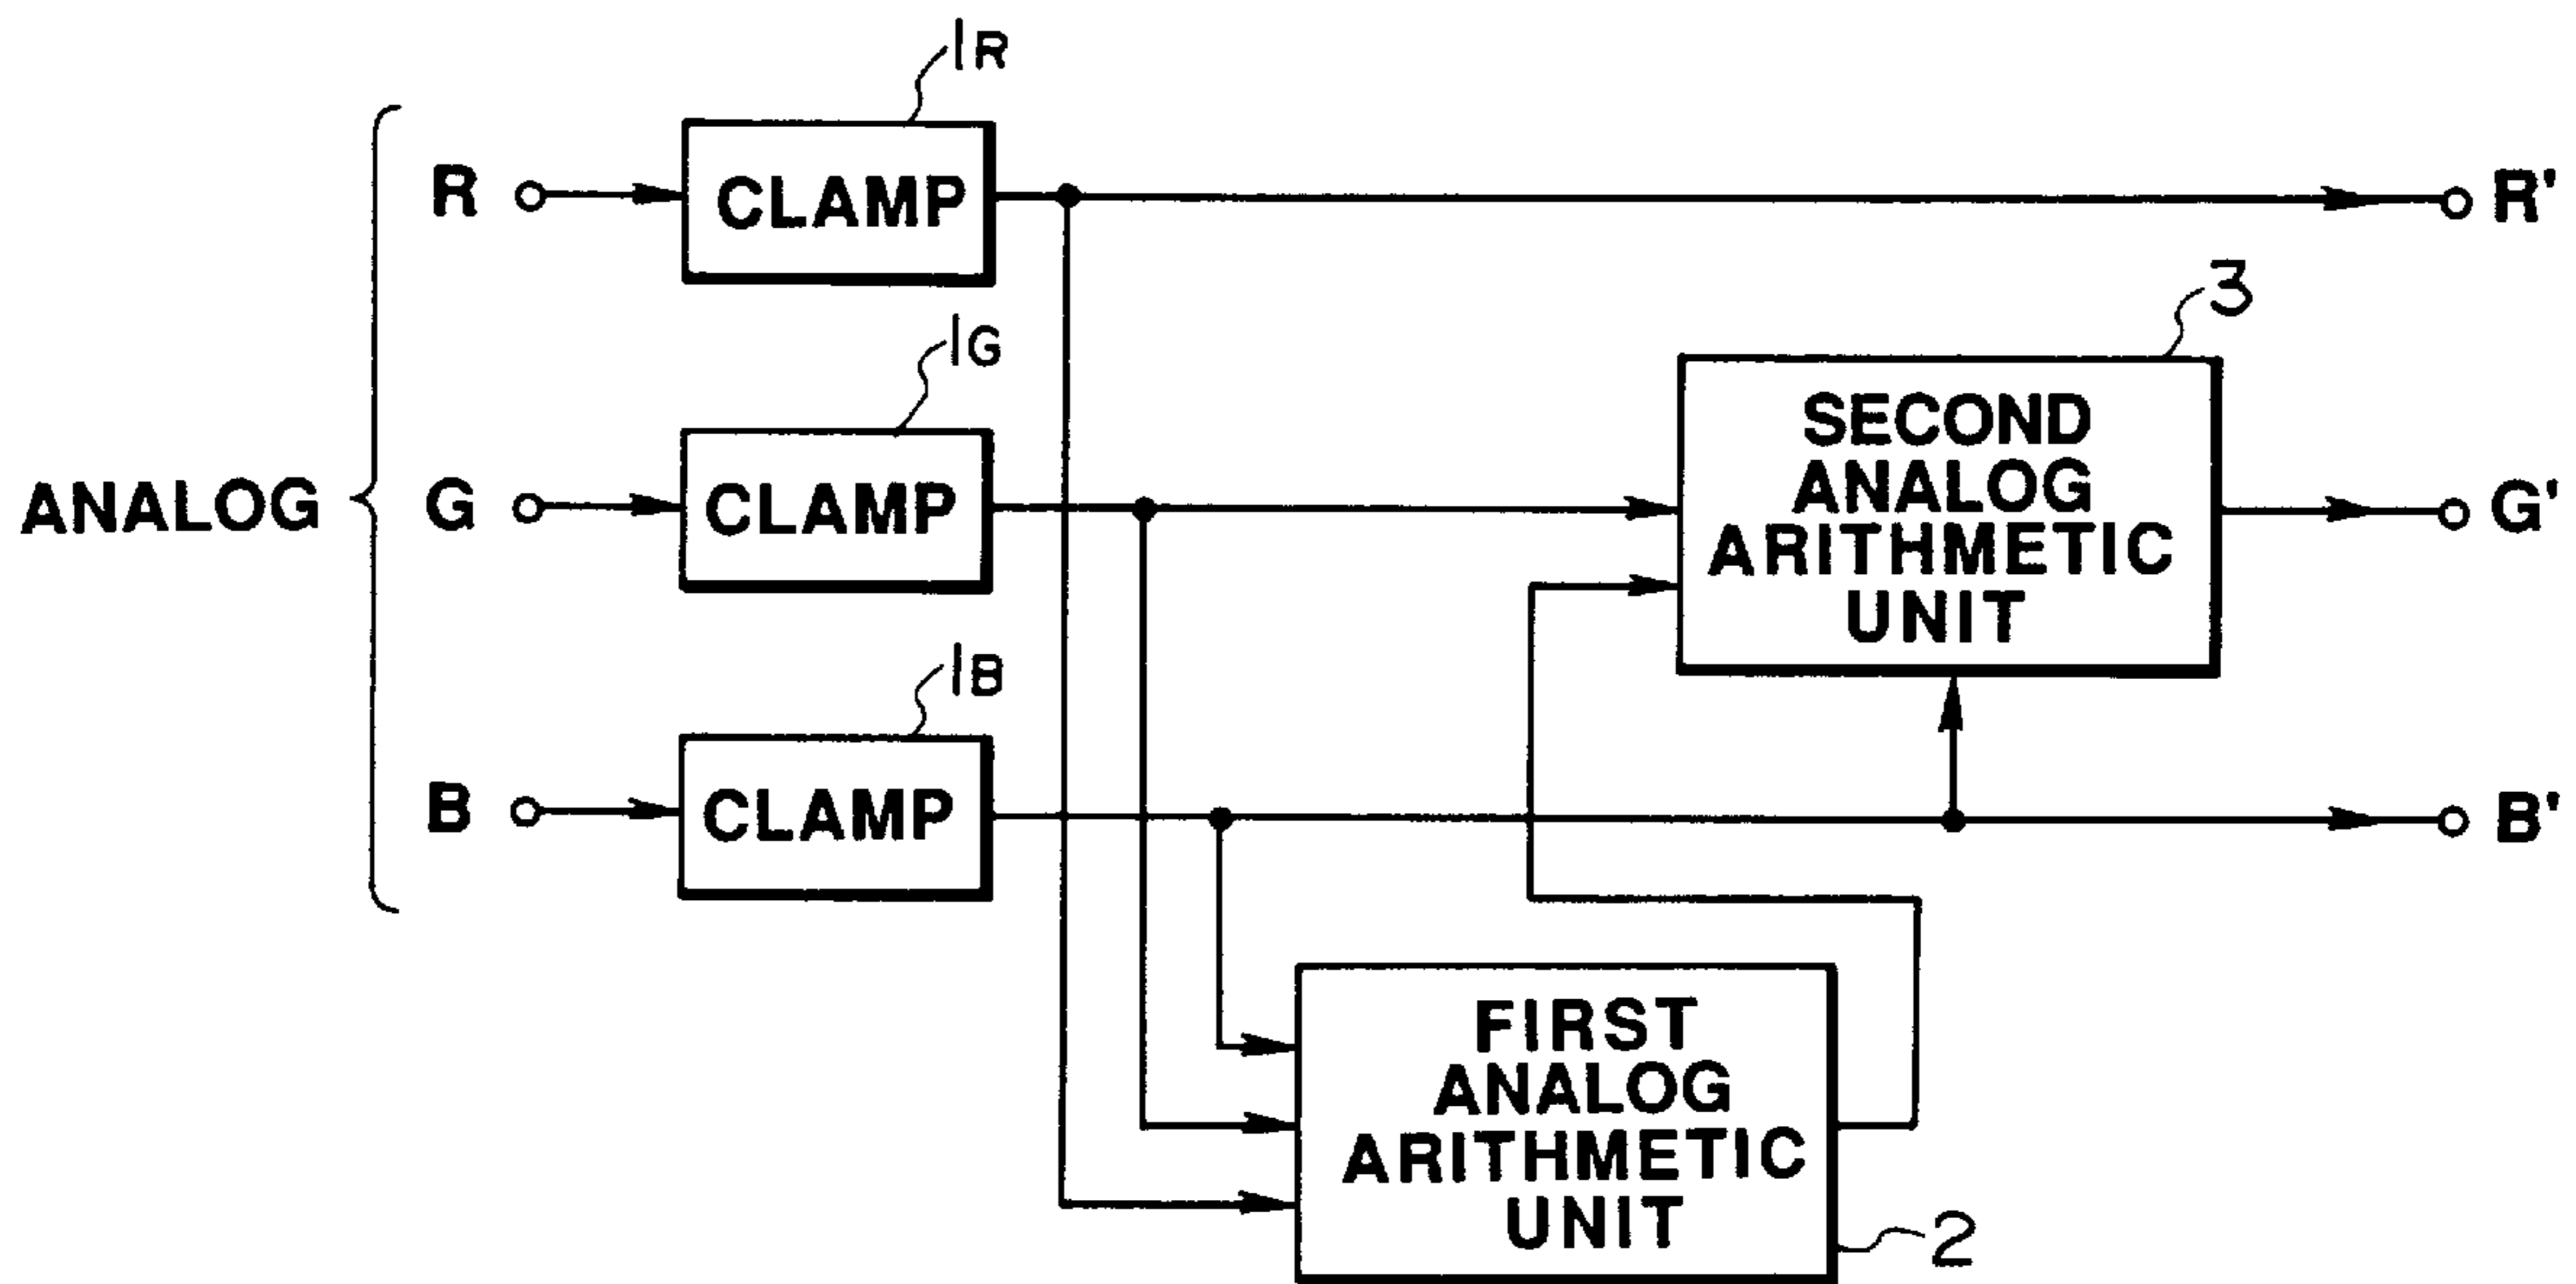 1R
R
CLAMP
R'
1G
3
ANALOG
G
CLAMP
SECOND
ANALOG
ARITHMETIC
UNIT
G'
1B
B
CLAMP
B'
FIRST
ANALOG
ARITHMETIC
UNIT
2